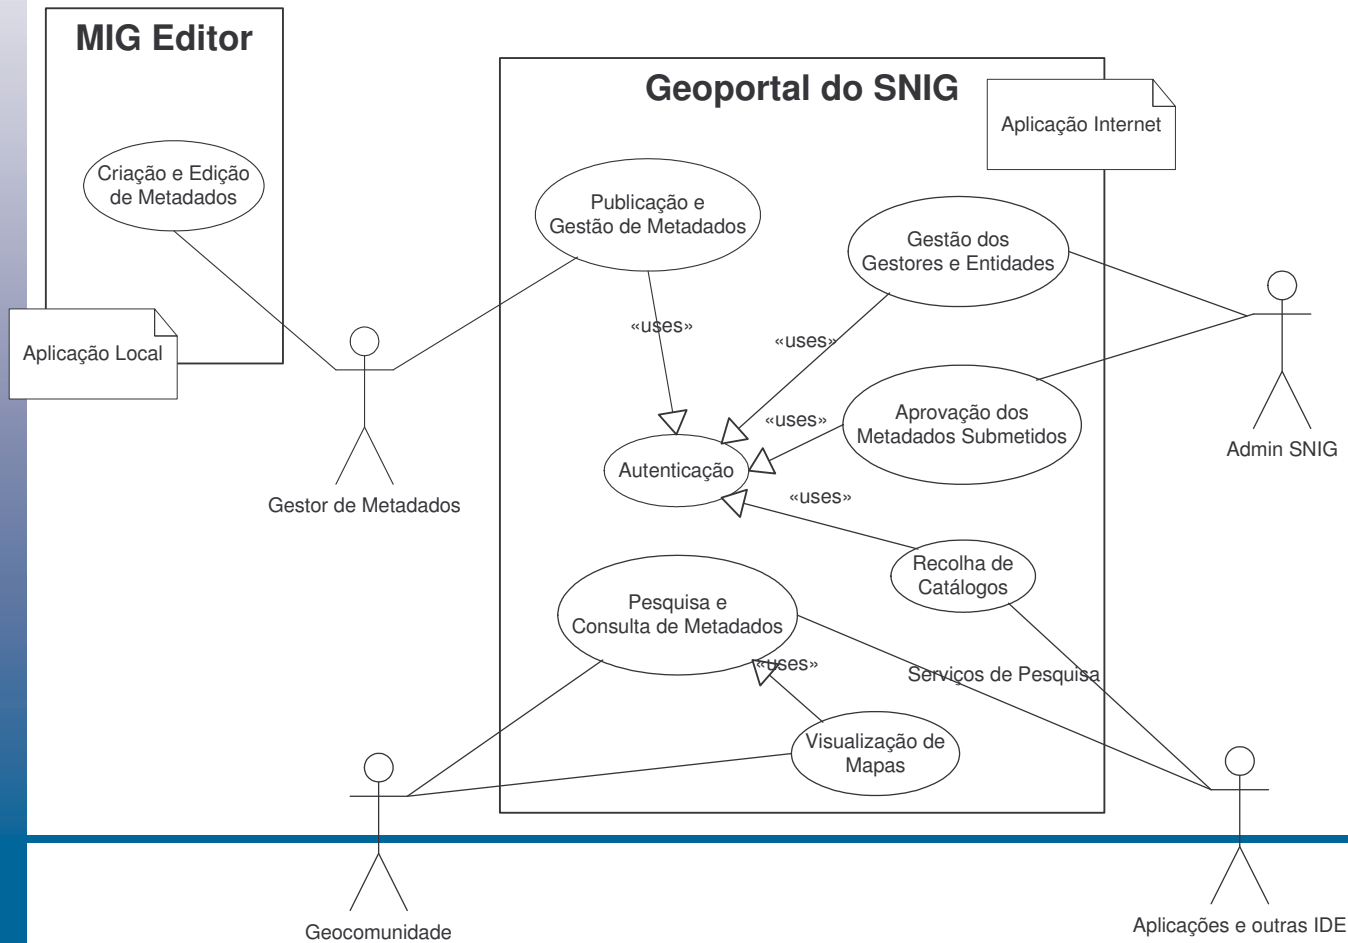 MIG Editor
Geoportal do SNIG
Aplicação Internet
Criação e Edição
de Metadados
Publicação e
Gestão de Metadados
Gestão dos
Gestores e Entidades
«uses»
«uses»
Aplicação Local
«uses»
Aprovação dos
Metadados Submetidos
Admin SNIG
Autenticação
Gestor de Metadados
«uses»
Recolha de
Catálogos
Pesquisa e
Consulta de Metadados
«uses»
Serviços de Pesquisa
Visualização de
Mapas
Geocomunidade
Aplicações e outras IDE